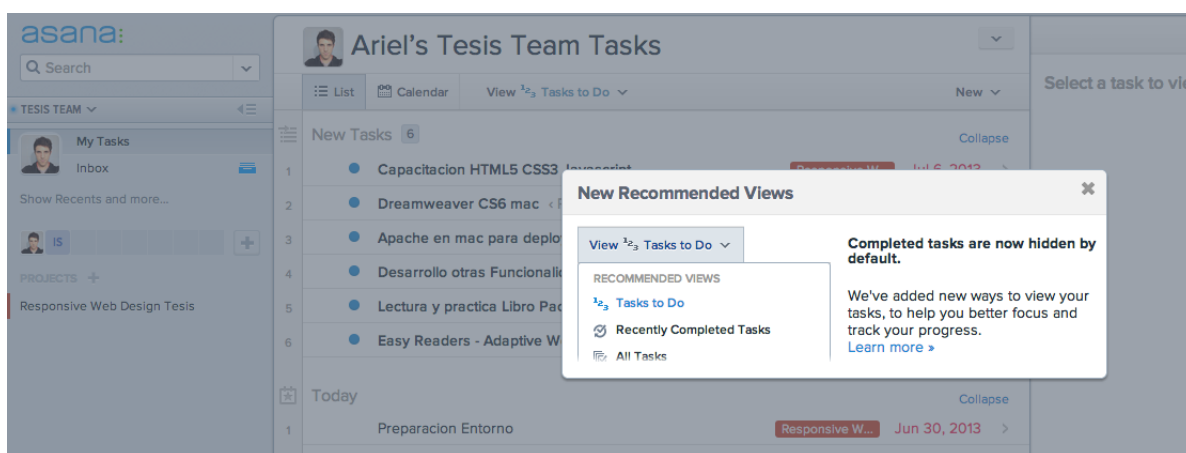 asana:
Search
TESIS TEAM
My Tasks
Inbox
Show Recents and more...
IS
PROJECTS +
Responsive Web Design Tesis
Ariel's Tesis Team Tasks
List
Calendar
View 1₂₃ Tasks to Do
New
New Tasks 6
Collapse
1 Capacitacion HTML5 CSS3 Javascript Responsive W... Jul 6, 2013
2 Dreamweaver CS6 mac
3 Apache en mac para
4 Desarrollo otras
5 Lectura y practica Libro
6 Easy Readers - Adaptive
Today
Collapse
1 Preparacion Entorno Responsive W... Jun 30, 2013
Select a task to
New Recommended Views
View 1₂₃ Tasks to Do
RECOMMENDED VIEWS
1₂₃ Tasks to Do
Recently Completed Tasks
All Tasks
Completed tasks are now hidden by
default.
We've added new ways to view your
tasks, to help you better focus and
track your progress.
Learn more »